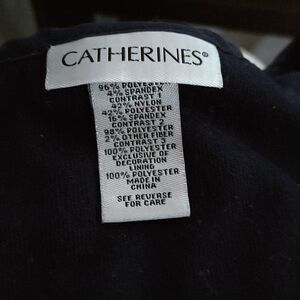 CATHERINES®
96% POLYESTER
4% SPANDEX
CONTRAST 1
42% NYLON
42% POLYESTER
16% SPANDEX
CONTRAST 2
98% POLYESTER
2% OTHER FIBER
CONTRAST 3
100% POLYESTER
EXCLUSIVE OF
DECORATION
LINING
100% POLYESTER
MADE IN
CHINA
SEE REVERSE
FOR CARE